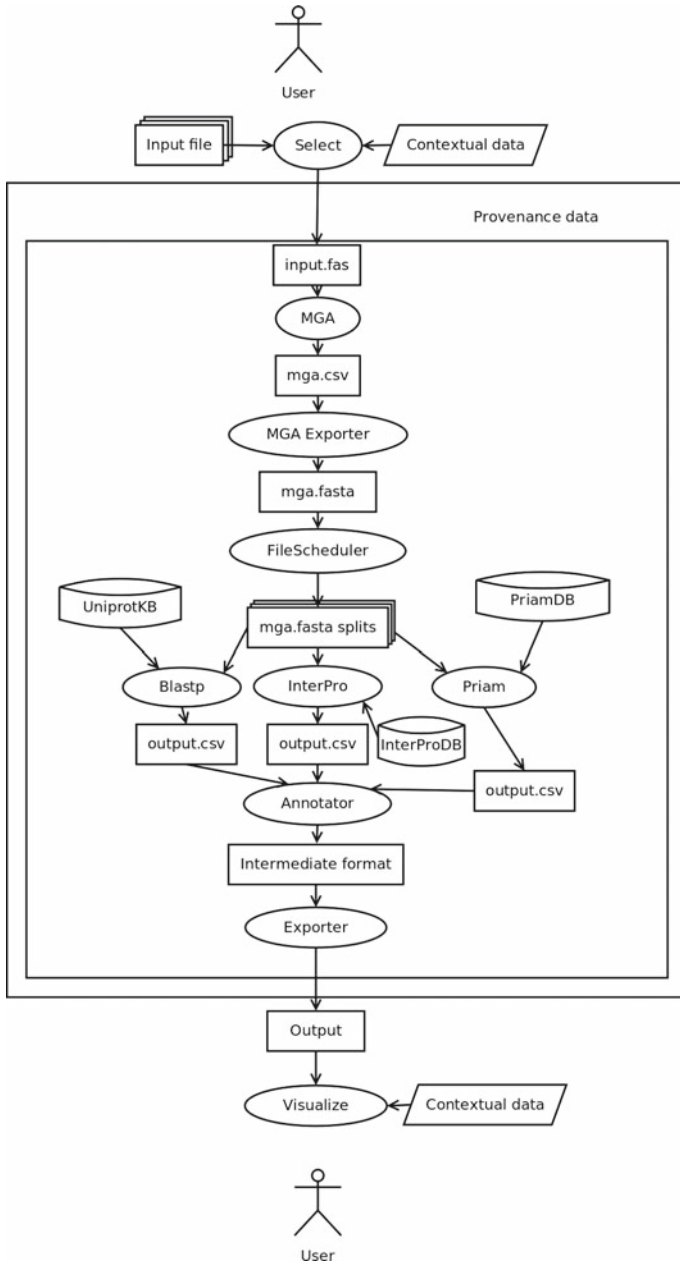 User
Input file
Select
Contextual data
Provenance data
input.fas
MGA
mga.csv
MGA Exporter
mga.fasta
FileScheduler
UniprotKB
mga.fasta splits
PriamDB
Blastp
InterPro
Priam
output.csv
output.csv
InterProDB
output.csv
Annotator
Intermediate format
Exporter
Output
Visualize
Contextual data
User